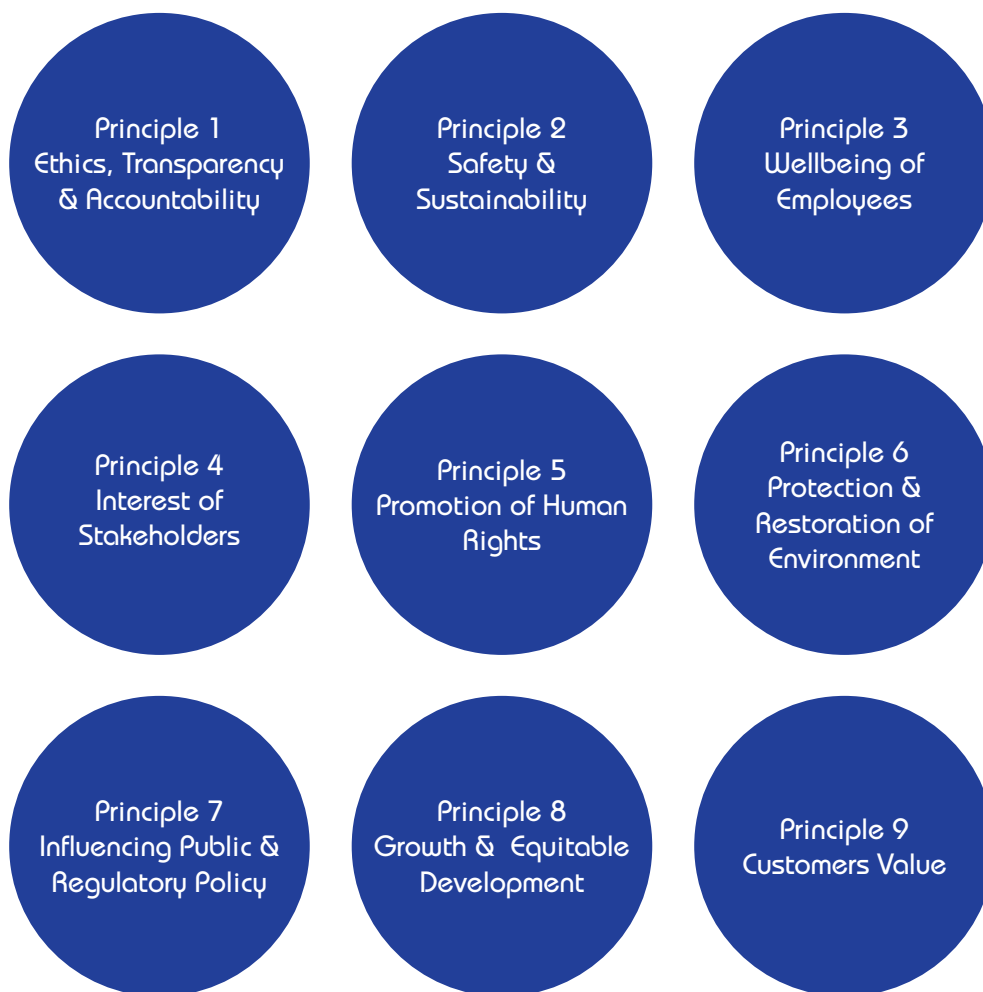 Principle 1
Ethics, Transparency
& Accountability
Principle 2
Safety &
Sustainability
Principle 3
Wellbeing of
Employees
Principle 4
Interest of
Stakeholders
Principle 5
Promotion of Human
Rights
Principle 6
Protection &
Restoration of
Environment
Principle 7
Influencing Public &
Regulatory Policy
Principle 8
Growth & Equitable
Development
Principle 9
Customers Value